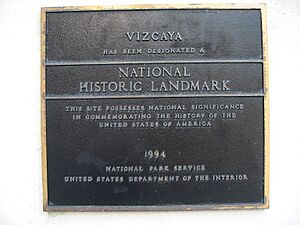 VIZCAYA
HAS BEEN DESIGNATED A
NATIONAL
HISTORIC LANDMARK
THIS SITE POSSESSES NATIONAL SIGNIFICANCE
IN COMMEMORATING THE HISTORY OF THE
UNITED STATES OF AMERICA
1994
NATIONAL PARK SERVICE
UNITED STATES DEPARTMENT OF THE INTERIOR